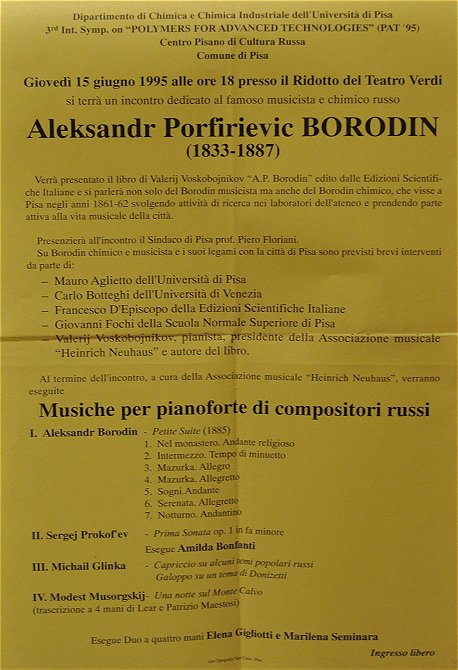 Dipartimento di Chimica e Chimica Industriale dell'Università di Pisa
3rd Int. Symp. on “POLYMERS FOR ADVANCED TECHNOLOGIES” (PAT '95)
Centro Pisano di Cultura Russa
Comune di Pisa
Giovedì 15 giugno 1995 alle ore 18 presso il Ridotto del Teatro Verdi
si terrà un incontro dedicato al famoso musicista e chimico russo
Aleksandr Porfirievic BORODIN
(1833-1887)
Verrà presentato il libro di Valerij Voskobojnikov “A.P. Borodin” edito dalle Edizioni Scientifi-
che Italiane e si parlerà non solo del Borodin musicista ma anche del Borodin chimico, che visse a
Pisa negli anni 1861-62 svolgendo attività di ricerca nei laboratori dell'ateneo e prendendo parte
attiva alla vita musicale della città.
Presenzierà all'incontro il Sindaco di Pisa prof. Piero Floriani.
Su Borodin chimico e musicista e i suoi legami con la città di Pisa sono previsti brevi interventi
da parte di:
– Mauro Aglietto dell'Università di Pisa
– Carlo Botteghi dell'Università di Venezia
– Francesco D'Episcopo della Edizioni Scientifiche Italiane
– Giovanni Fochi della Scuola Normale Superiore di Pisa
– Valerij Voskobojnikov, pianista, presidente della Associazione musicale
“Heinrich Neuhaus” e autore del libro.
Al termine dell'incontro, a cura della Associazione musicale “Heinrich Neuhaus”, verranno
eseguite
Musiche per pianoforte di compositori russi
I. Aleksandr Borodin - Petite Suite (1885)
1. Nel monastero. Andante religioso
2. Intermezzo. Tempo di minuetto
3. Mazurka. Allegro
4. Mazurka. Allegretto
5. Sogni.Andante
6. Serenata. Allegretto
7. Notturno. Andantino
II. Sergej Prokof'ev - Prima Sonata op. 1 in fa minore
Esegue Amilda Bonfanti
III. Michail Glinka - Capriccio su alcuni temi popolari russi
Galoppo su un tema di Donizetti
IV. Modest Musorgskij- Una notte sul Monte Calvo
(trascrizione a 4 mani di Lear e Patrizio Maestosi)
Esegue Duo a quattro mani Elena Gigliotti e Marilena Seminara
Ingresso libero